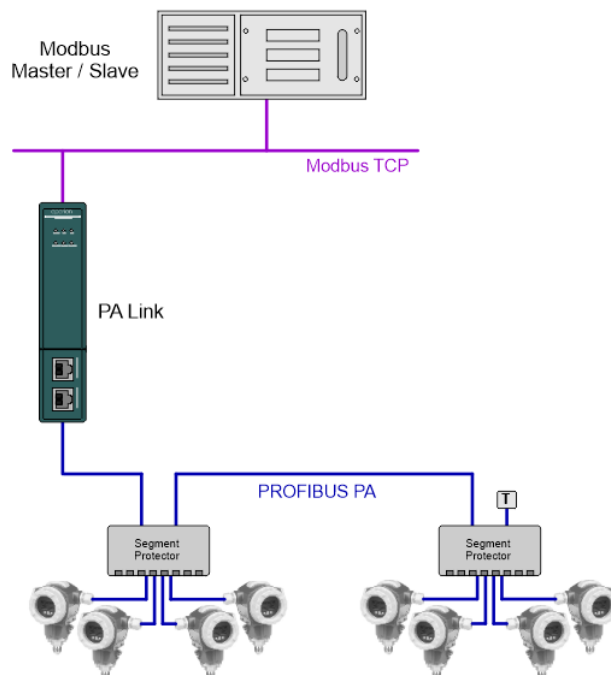 Modbus
Master / Slave
Modbus TCP
PA Link
PROFIBUS PA
T
Segment
Protector
Segment
Protector